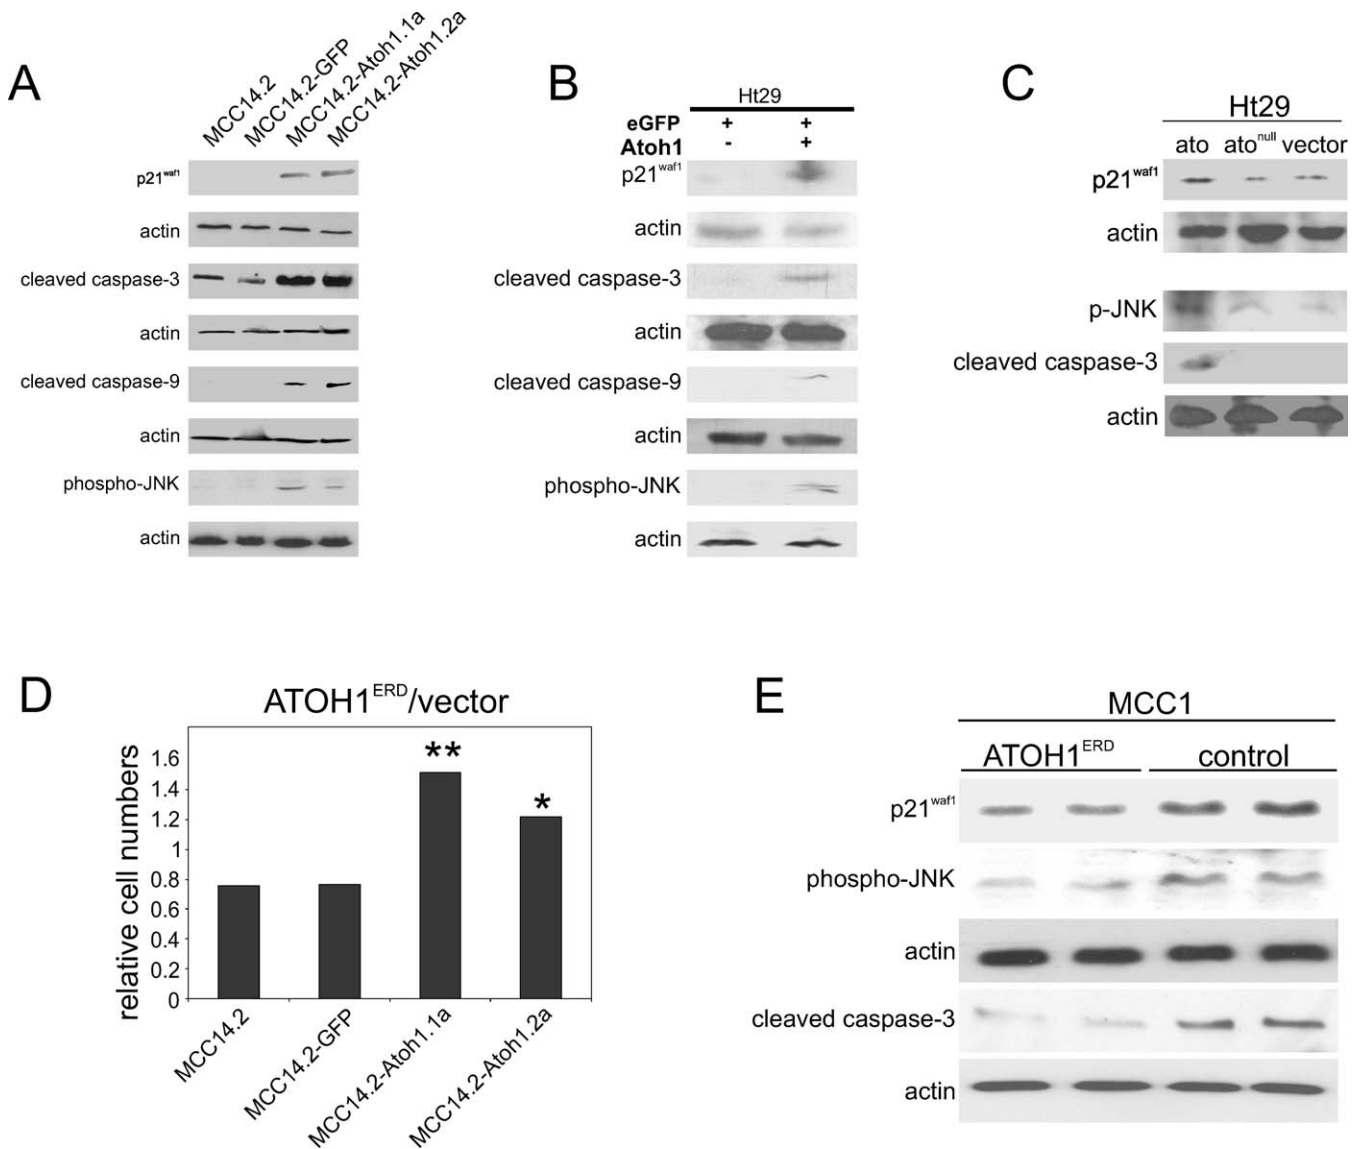 A
MCC14.2
MCC14.2-GFP
MCC14.2-Atoh1.1a
MCC14.2-Atoh1.2a
p21waf1
actin
cleaved caspase-3
actin
cleaved caspase-9
actin
phospho-JNK
actin
B
Ht29
eGFP + +
Atoh1 - +
p21waf1
actin
cleaved caspase-3
actin
cleaved caspase-9
actin
phospho-JNK
actin
C
Ht29
ato atonull vector
p21waf1
actin
p-JNK
cleaved caspase-3
actin
D
ATOH1ERD/vector
relative cell numbers
1.6
1.4
1.2
1
0.8
0.6
0.4
0.2
0
**
*
MCC14.2
MCC14.2-GFP
MCC14.2-Atoh1.1a
MCC14.2-Atoh1.2a
E
MCC1
ATOH1ERD control
p21waf1
phospho-JNK
actin
cleaved caspase-3
actin